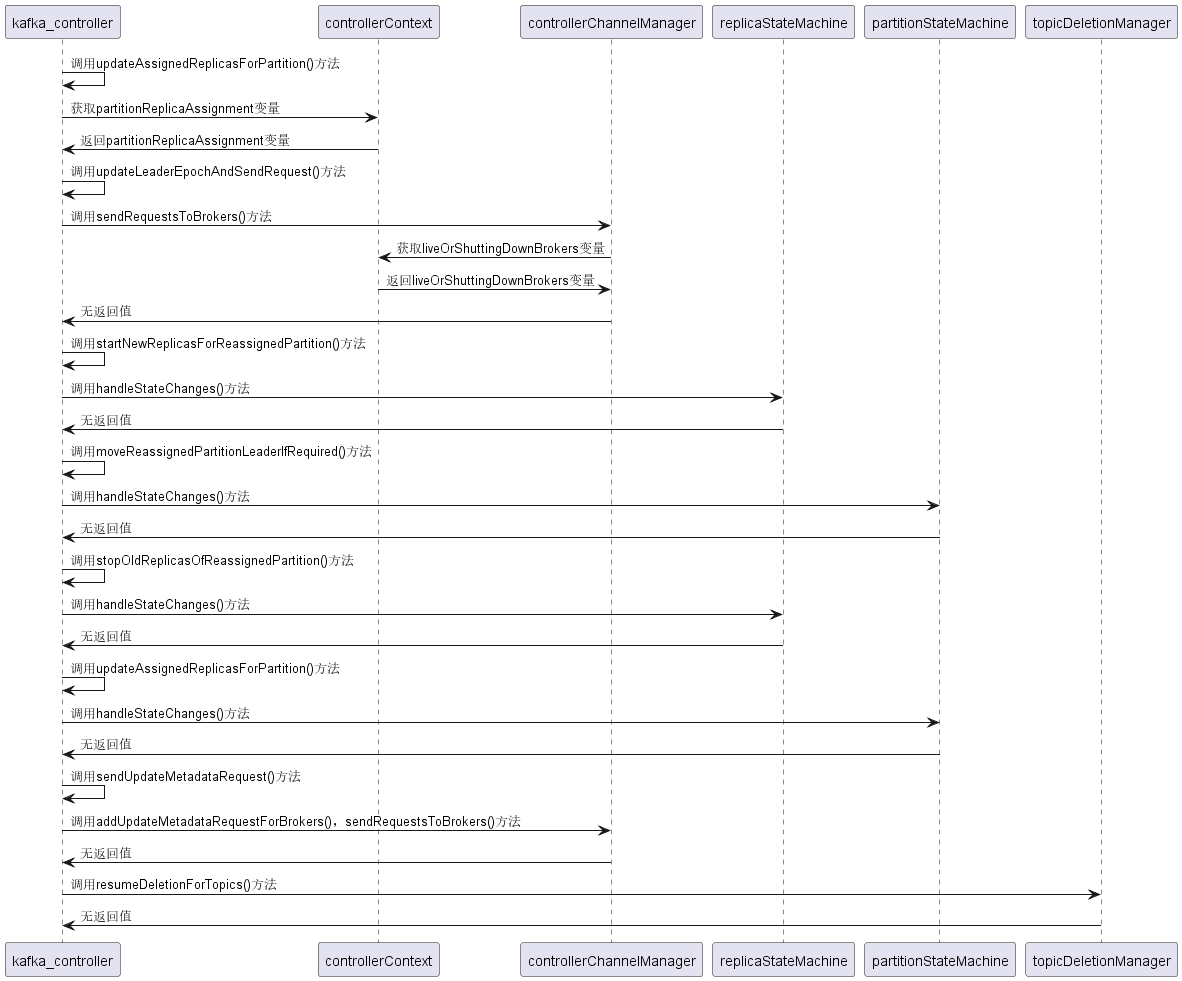 kafka_controller
controllerContext
controllerChannelManager
replicaStateMachine
partitionStateMachine
topicDeletionManager
调用updateAssignedReplicasForPartition()方法
获取partitionReplicaAssignment变量
返回partitionReplicaAssignment变量
调用updateLeaderEpochAndSendRequest()方法
调用sendRequestsToBrokers()方法
获取liveOrShuttingDownBrokers变量
返回liveOrShuttingDownBrokers变量
无返回值
调用startNewReplicasForReassignedPartition()方法
调用handleStateChanges()方法
无返回值
调用moveReassignedPartitionLeaderIfRequired()方法
调用handleStateChanges()方法
无返回值
调用stopOldReplicasOfReassignedPartition()方法
调用handleStateChanges()方法
无返回值
调用updateAssignedReplicasForPartition()方法
调用handleStateChanges()方法
无返回值
调用sendUpdateMetadataRequest()方法
调用addUpdateMetadataRequestForBrokers()，sendRequestsToBrokers()方法
无返回值
调用resumeDeletionForTopics()方法
无返回值
kafka_controller
controllerContext
controllerChannelManager
replicaStateMachine
partitionStateMachine
topicDeletionManager